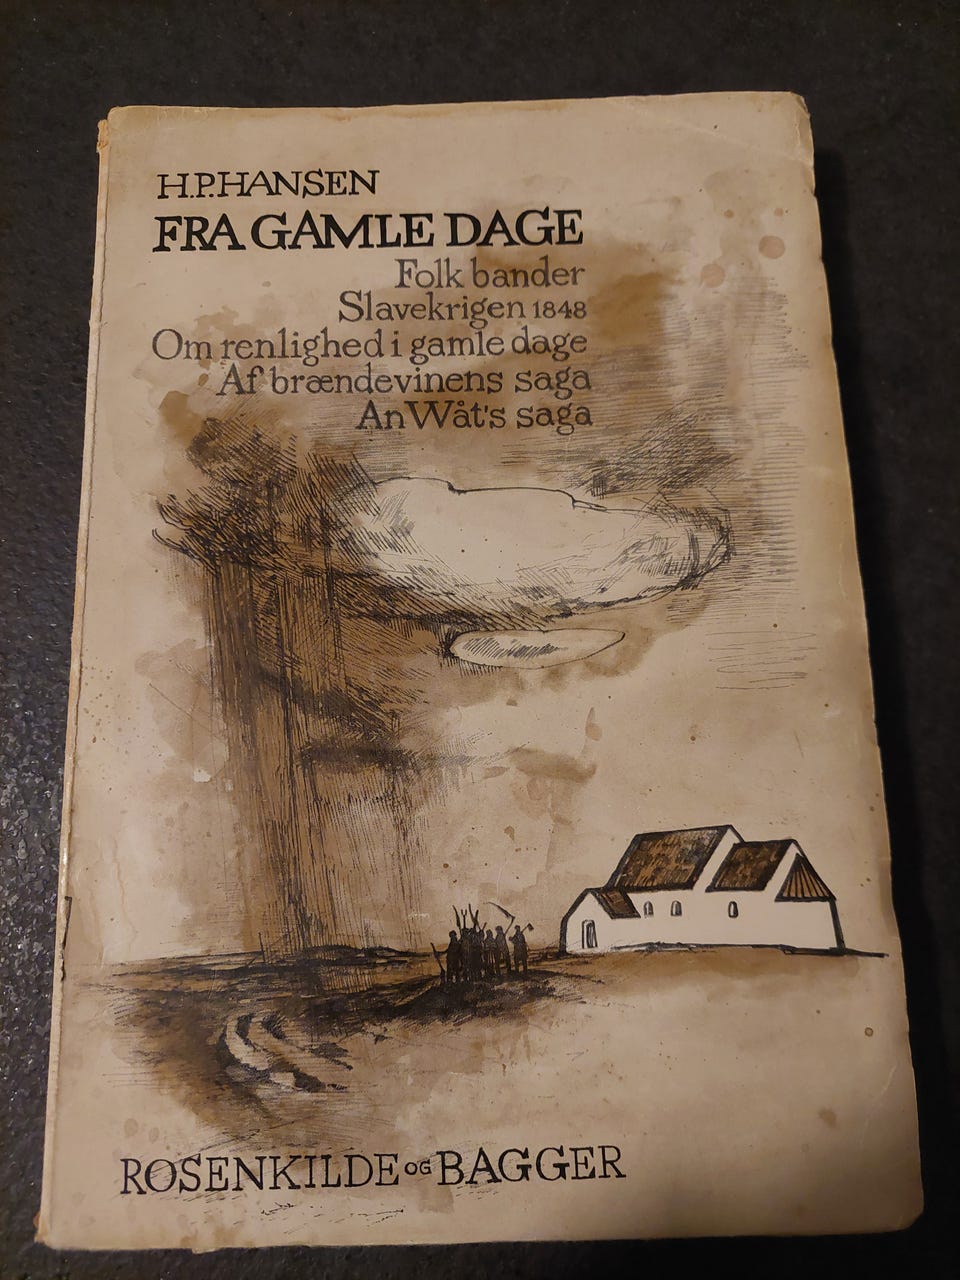 H.P.HANSEN
FRA GAMLE DAGE
Folk bander
Slavekrigen 1848
Om renlighed i gamle dage
Af brændevinens saga
An Wåt's saga
ROSENKILDE OG BAGGER